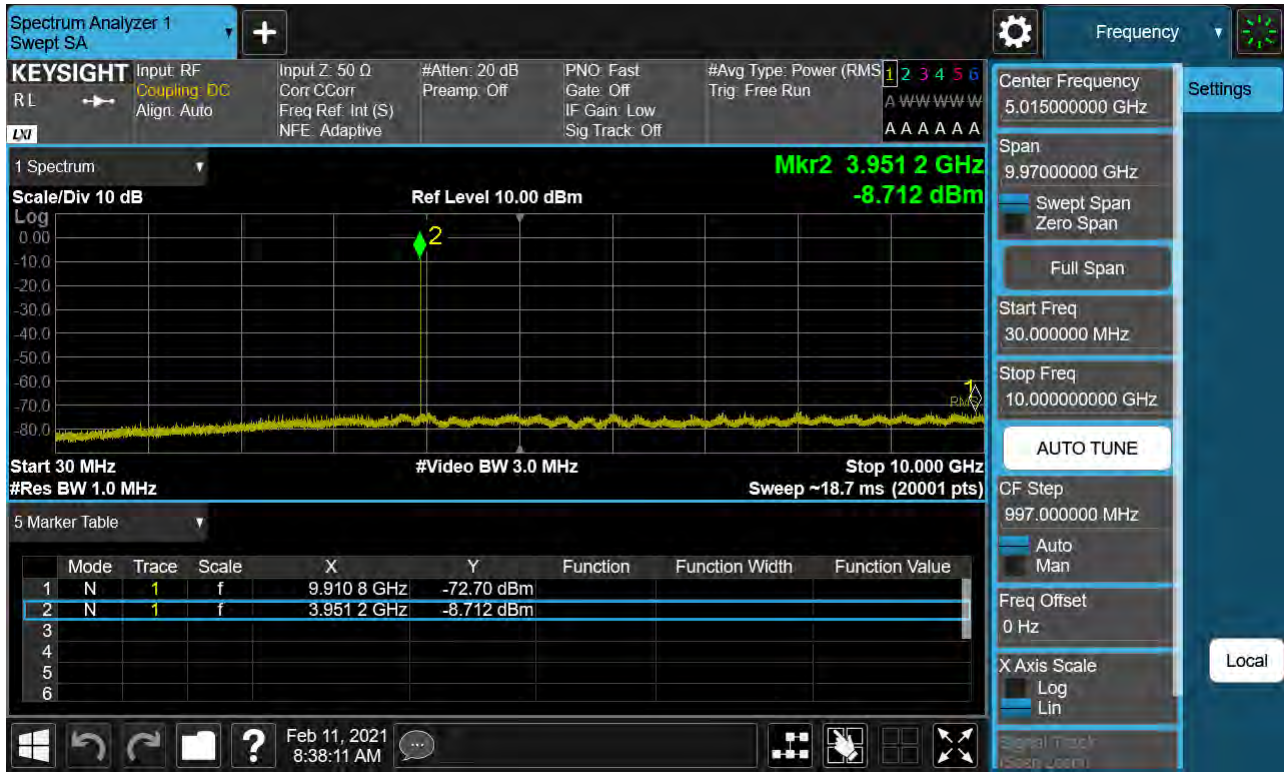 Spectrum Analyzer 1
Swept SA
Frequency
KEYSIGHT
RL
LXI
Input: RF
Coupling: DC
Align: Auto
Input Z: 50 Ω
Corr CCorr
Freq Ref: Int (S)
NFE: Adaptive
#Atten: 20 dB
Preamp: Off
PNO: Fast
Gate: Off
IF Gain: Low
Sig Track: Off
#Avg Type: Power (RMS
Trig: Free Run
1 2 3 4 5 6
A W W W W W
A A A A A A
1 Spectrum
Mkr2 3.951 2 GHz
-8.712 dBm
Scale/Div 10 dB
Ref Level 10.00 dBm
Log
0.00
-10.0
-20.0
-30.0
-40.0
-50.0
-60.0
-70.0
-80.0
2
1
RMS
Start 30 MHz
#Video BW 3.0 MHz
Stop 10.000 GHz
#Res BW 1.0 MHz
Sweep ~18.7 ms (20001 pts)
5 Marker Table
Mode Trace Scale X Y Function Function Width Function Value
1 N 1 f 9.910 8 GHz -72.70 dBm
2 N 1 f 3.951 2 GHz -8.712 dBm
3
4
5
6
Feb 11, 2021
8:38:11 AM
Center Frequency
5.015000000 GHz
Span
9.97000000 GHz
Swept Span
Zero Span
Full Span
Start Freq
30.000000 MHz
Stop Freq
10.000000000 GHz
AUTO TUNE
CF Step
997.000000 MHz
Auto
Man
Freq Offset
0 Hz
X Axis Scale
Log
Lin
Signal Track
(Span Zoom)
Settings
Local